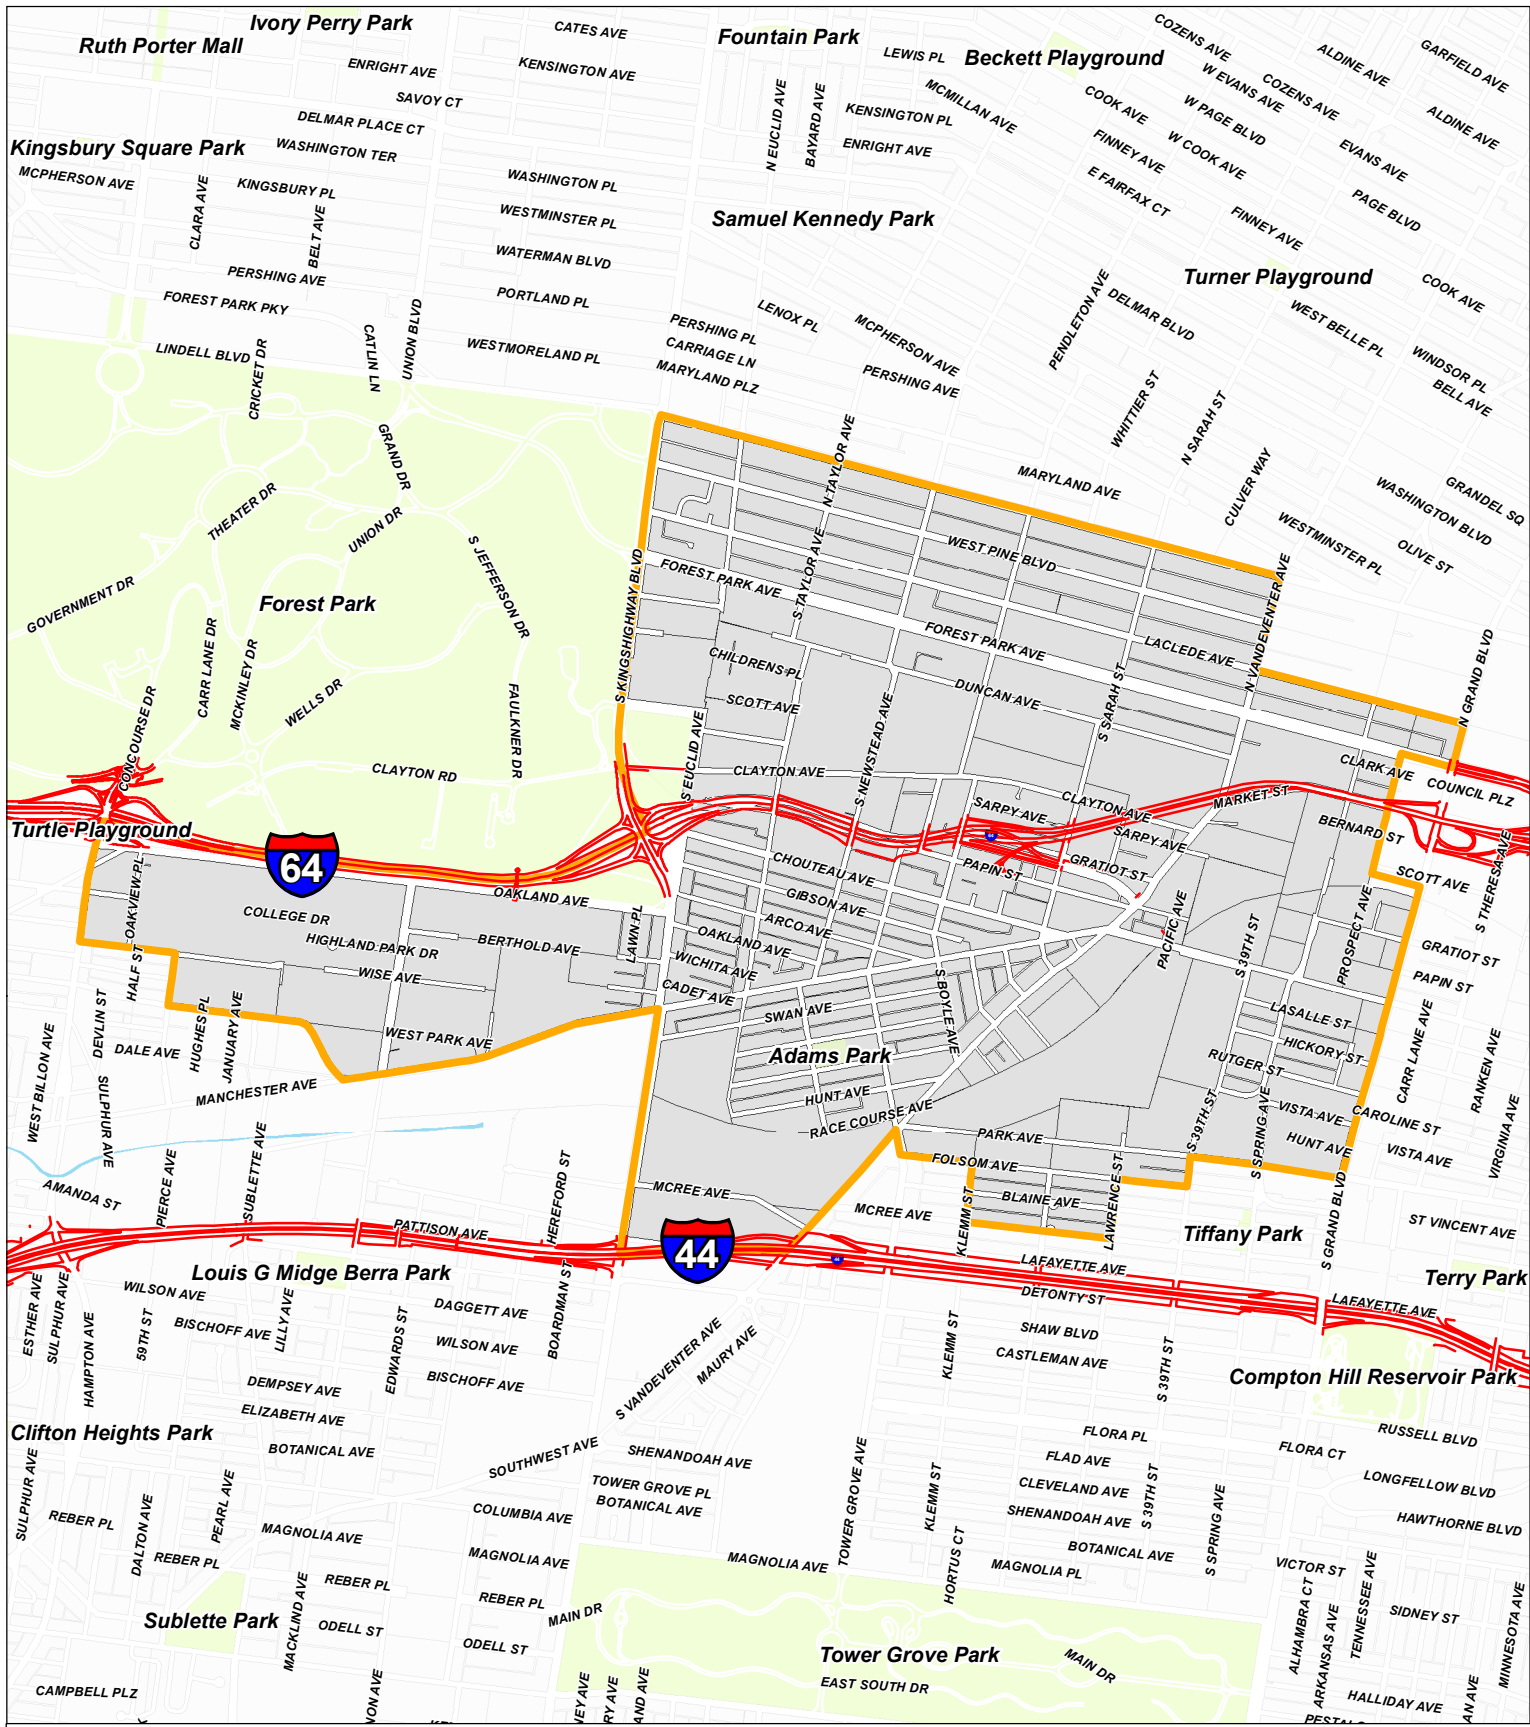 Ivory Perry Park
CATES AVE
Fountain Park
COZENS AVE
Ruth Porter Mall
LEWIS PL
Beckett Playground
ALDINE AVE
GARFIELD AVE
ENRIGHT AVE
KENSINGTON AVE
W EVANS AVE
COZENS AVE
SAVOY CT
N EUCLID AVE
BAYARD AVE
KENSINGTON PL
MCMILLAN AVE
COOK AVE
W PAGE BLVD
ALDINE AVE
DELMAR PLACE CT
Kingsbury Square Park
WASHINGTON TER
ENRIGHT AVE
FINNEY AVE
W COOK AVE
EVANS AVE
MCPHERSON AVE
CLARA AVE
KINGSBURY PL
WASHINGTON PL
E FAIRFAX CT
PAGE BLVD
BELT AVE
WESTMINSTER PL
Samuel Kennedy Park
FINNEY AVE
WATERMAN BLVD
PERSHING AVE
Turner Playground
COOK AVE
FOREST PARK PKY
PORTLAND PL
PENDLETON AVE
DELMAR BLVD
WEST BELLE PL
UNION BLVD
LENOX PL
PERSHING PL
MCPHERSON AVE
LINDELL BLVD
CRICKET DR
CATLIN LN
WESTMORELAND PL
CARRIAGE LN
MARYLAND PLZ
PERSHING AVE
WINDSOR PL
BELL AVE
WHITTIER ST
N SARAH ST
GRAND DR
N TAYLOR AVE
MARYLAND AVE
CULVER WAY
THEATER DR
UNION DR
WASHINGTON BLVD
GRANDEL SQ
WESTMINSTER PL
OLIVE ST
S JEFFERSON DR
WEST PINE BLVD
GOVERNMENT DR
Forest Park
S KINGSHIGHWAY BLVD
FOREST PARK AVE
S TAYLOR AVE
N VANDEVENTER AVE
CARR LANE DR
MCKINLEY DR
FOREST PARK AVE
LACLEDE AVE
N GRAND BLVD
CHILDRENS PL
WELLS DR
FAULKNER DR
SCOTT AVE
DUNCAN AVE
S SARAH ST
CONCOURSE DR
S EUCLID AVE
S NEWSTEAD AVE
CLAYTON RD
CLAYTON AVE
CLARK AVE
COUNCIL PLZ
SARPY AVE
CLAYTON AVE
MARKET ST
Turtle Playground
SARPY AVE
BERNARD ST
64
OAKVIEW PL
CHOUTEAU AVE
PAPIN ST
GRATIOT ST
SCOTT AVE
S THERESA AVE
OAKLAND AVE
GIBSON AVE
COLLEGE DR
LAWN PL
ARCO AVE
PACIFIC AVE
PROSPECT AVE
HIGHLAND PARK DR
BERTHOLD AVE
OAKLAND AVE
S 39TH ST
GRATIOT ST
HALF ST
WISE AVE
WICHITA AVE
S BOYLE AVE
PAPIN ST
CADET AVE
DEVLIN ST
HUGHES PL
JANUARY AVE
SWAN AVE
LASALLE ST
CARR LANE AVE
WEST BILLON AVE
DALE AVE
WEST PARK AVE
Adams Park
HICKORY ST
RANKEN AVE
RUTGER ST
SULPHUR AVE
MANCHESTER AVE
HUNT AVE
RACE COURSE AVE
S 39TH ST
S SPRING AVE
VISTA AVE
CAROLINE ST
PARK AVE
HUNT AVE
VISTA AVE
VIRGINIA AVE
PIERCE AVE
SUBLETTE AVE
HEREFORD ST
FOLSOM AVE
LAWRENCE ST
AMANDA ST
MCREE AVE
BLAINE AVE
MCREE AVE
KLEMM ST
PATTISON AVE
Tiffany Park
ST VINCENT AVE
S GRAND BLVD
44
LAFAYETTE AVE
Louis G Midge Berra Park
Terry Park
ESTHER AVE
SULPHUR AVE
WILSON AVE
DAGGETT AVE
BOARDMAN ST
DETONTY ST
LAFAYETTE AVE
HAMPTON AVE
59TH ST
BISCHOFF AVE
LILLY AVE
EDWARDS ST
WILSON AVE
S VANDEVENTER AVE
MAURY AVE
KLEMM ST
SHAW BLVD
S 39TH ST
CASTLEMAN AVE
DEMPSEY AVE
BISCHOFF AVE
Compton Hill Reservoir Park
ELIZABETH AVE
Clifton Heights Park
BOTANICAL AVE
SOUTHWEST AVE
SHENANDOAH AVE
FLORA PL
FLORA CT
RUSSELL BLVD
TOWER GROVE AVE
FLAD AVE
SULPHUR AVE
PEARL AVE
TOWER GROVE PL
KLEMM ST
CLEVELAND AVE
S 39TH ST
S SPRING AVE
LONGFELLOW BLVD
REBER PL
DALTON AVE
MAGNOLIA AVE
COLUMBIA AVE
BOTANICAL AVE
SHENANDOAH AVE
HAWTHORNE BLVD
REBER PL
MAGNOLIA AVE
MAGNOLIA AVE
HORTUS CT
BOTANICAL AVE
MAGNOLIA PL
VICTOR ST
MACKLIND AVE
REBER PL
REBER PL
ALHAMBRA CT
TENNESSEE AVE
MINNESOTA AVE
Sublette Park
ODELL ST
MAIN DR
ARKANSAS AVE
SIDNEY ST
ODELL ST
Tower Grove Park
MAIN DR
EAST SOUTH DR
CAMPBELL PLZ
HALLIDAY AVE
NON AVE
NEY AVE
RY AVE
AND AVE
AN AVE